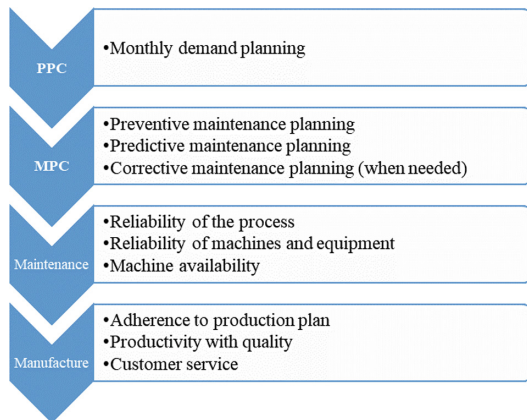 PPC
•Monthly demand planning
MPC
•Preventive maintenance planning
•Predictive maintenance planning
•Corrective maintenance planning (when needed)
Maintenance
•Reliability of the process
•Reliability of machines and equipment
•Machine availability
Manufacture
•Adherence to production plan
•Productivity with quality
•Customer service